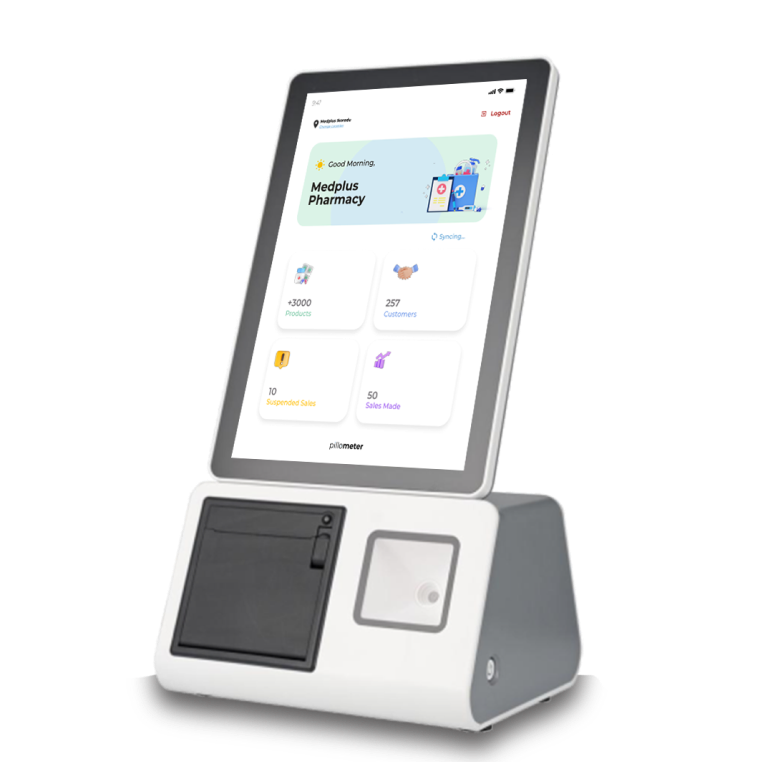 9:41
Medplus Ikorodu
Logout
Good Morning,
Medplus
Pharmacy
Syncing...
+3000
Products
257
Customers
10
Suspended Sales
50
Sales Made
pillometer